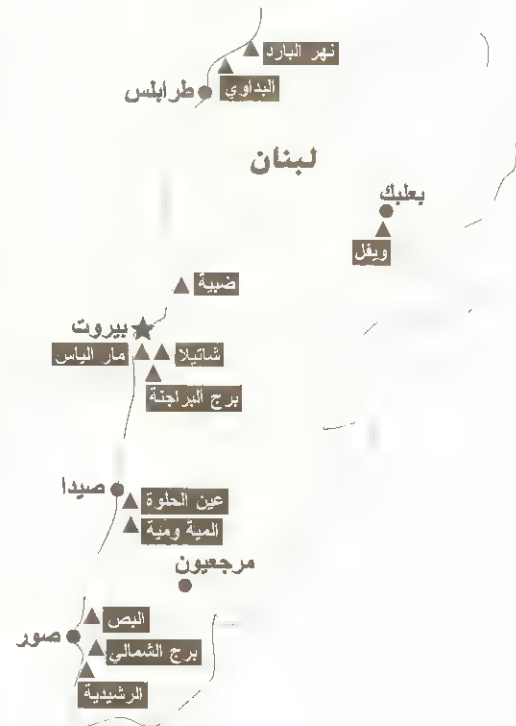 نهر البارد
البداوي
طرابلس
لبنان
بعلبك
ويفل
ضبية
بيروت
شاتيلا
مار الياس
برج البراجنة
صيدا
عين الحلوة
المية ومية
مرجعيون
البص
صور
برج الشمالي
الرشيدية